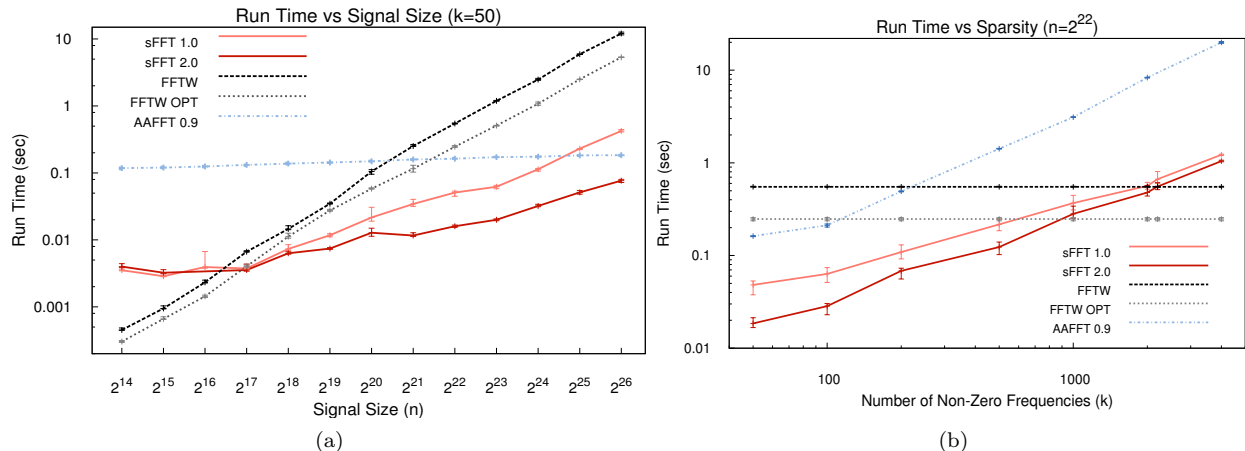 Run Time vs Signal Size (k=50)
Run Time (sec)
10
1
0.1
0.01
0.001
sFFT 1.0
sFFT 2.0
FFTW
FFTW OPT
AAFFT 0.9
2^14 2^15 2^16 2^17 2^18 2^19 2^20 2^21 2^22 2^23 2^24 2^25 2^26
Signal Size (n)
(a)
Run Time vs Sparsity (n=2^22)
Run Time (sec)
10
1
0.1
0.01
sFFT 1.0
sFFT 2.0
FFTW
FFTW OPT
AAFFT 0.9
100 1000
Number of Non-Zero Frequencies (k)
(b)